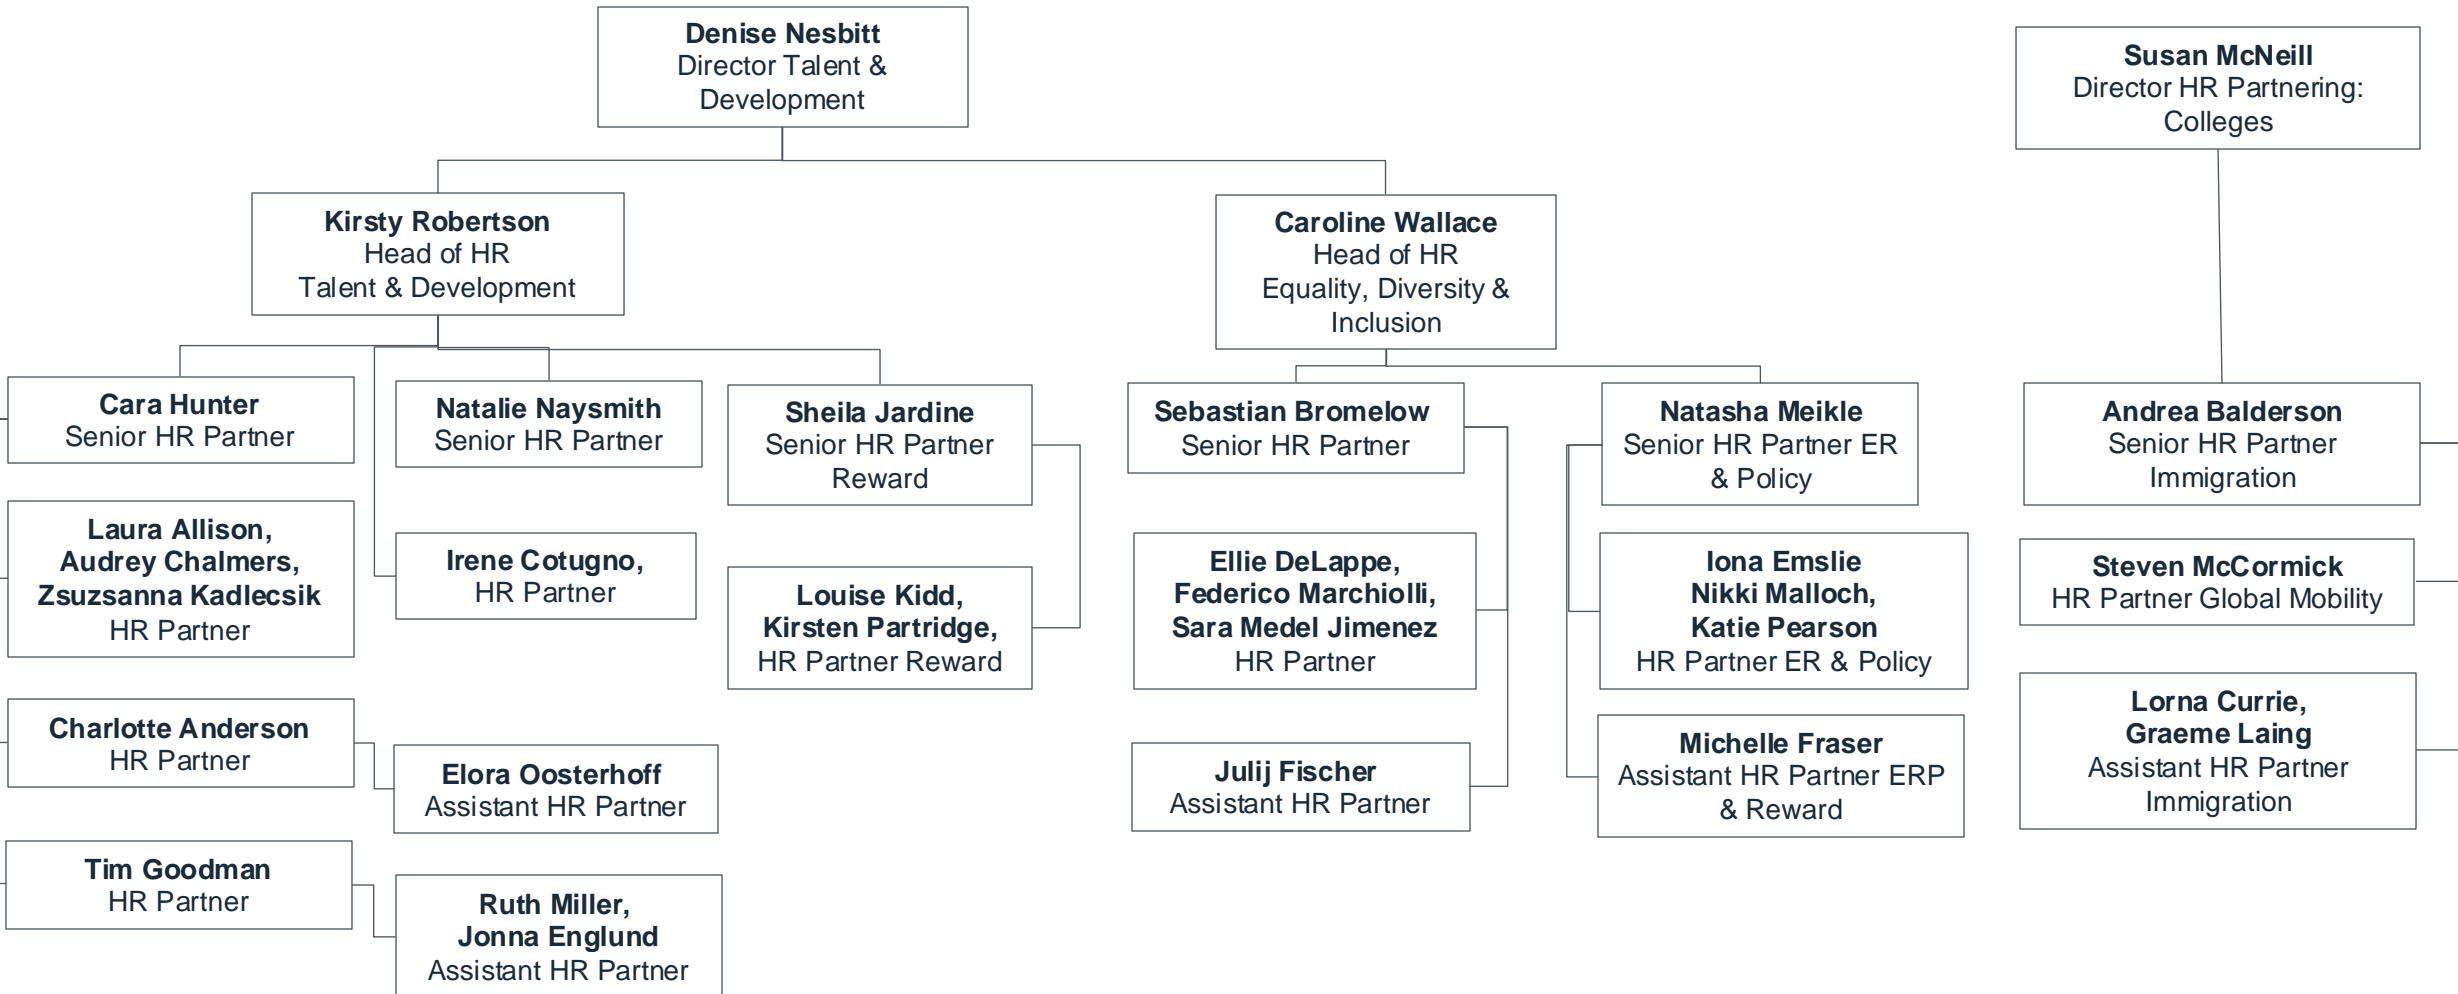 Denise Nesbitt
Director Talent &
Development
Susan McNeill
Director HR Partnering:
Colleges
Kirsty Robertson
Head of HR
Talent & Development
Caroline Wallace
Head of HR
Equality, Diversity &
Inclusion
Cara Hunter
Senior HR Partner
Natalie Naysmith
Senior HR Partner
Sheila Jardine
Senior HR Partner
Reward
Sebastian Bromelow
Senior HR Partner
Natasha Meikle
Senior HR Partner ER
& Policy
Andrea Balderson
Senior HR Partner
Immigration
Laura Allison,
Audrey Chalmers,
Zsuzsanna Kadlecsik
HR Partner
Irene Cotugno,
HR Partner
Louise Kidd,
Kirsten Partridge,
HR Partner Reward
Ellie DeLappe,
Federico Marchiolli,
Sara Medel Jimenez
HR Partner
Iona Emslie
Nikki Malloch,
Katie Pearson
HR Partner ER & Policy
Steven McCormick
HR Partner Global Mobility
Charlotte Anderson
HR Partner
Elora Oosterhoff
Assistant HR Partner
Julij Fischer
Assistant HR Partner
Michelle Fraser
Assistant HR Partner ERP
& Reward
Lorna Currie,
Graeme Laing
Assistant HR Partner
Immigration
Tim Goodman
HR Partner
Ruth Miller,
Jonna Englund
Assistant HR Partner